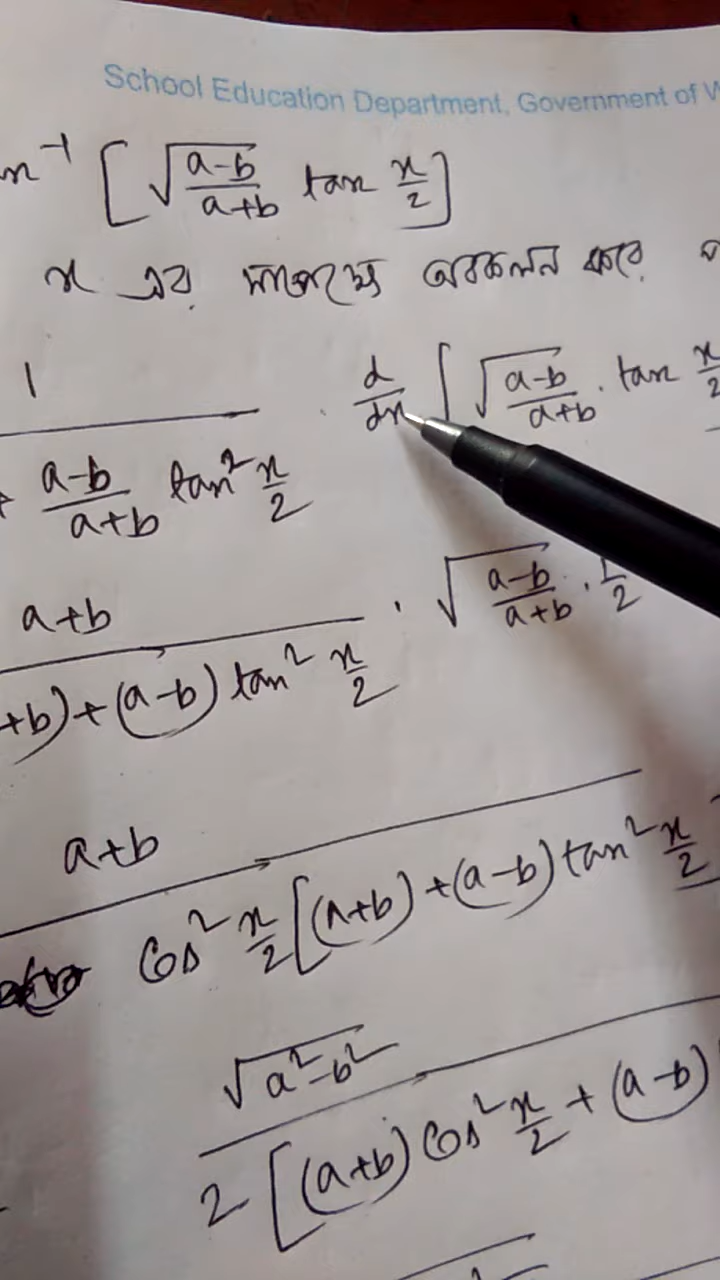 School Education Department, Government of W
n⁻¹ [√(a-b)/(a+b) tan x/2]
x এর সাপেক্ষে অবকলন করে
1 . d/dx [√(a-b)/(a+b) . tan x/2
+ (a-b)/(a+b) tan² x/2
a+b . √(a-b)/(a+b) . 1/2
+b)+(a-b) tan² x/2
a+b
Cos² x/2 [(a+b)+(a-b) tan² x/2
√a²-b²
2 [(a+b) Cos² x/2 + (a-b)